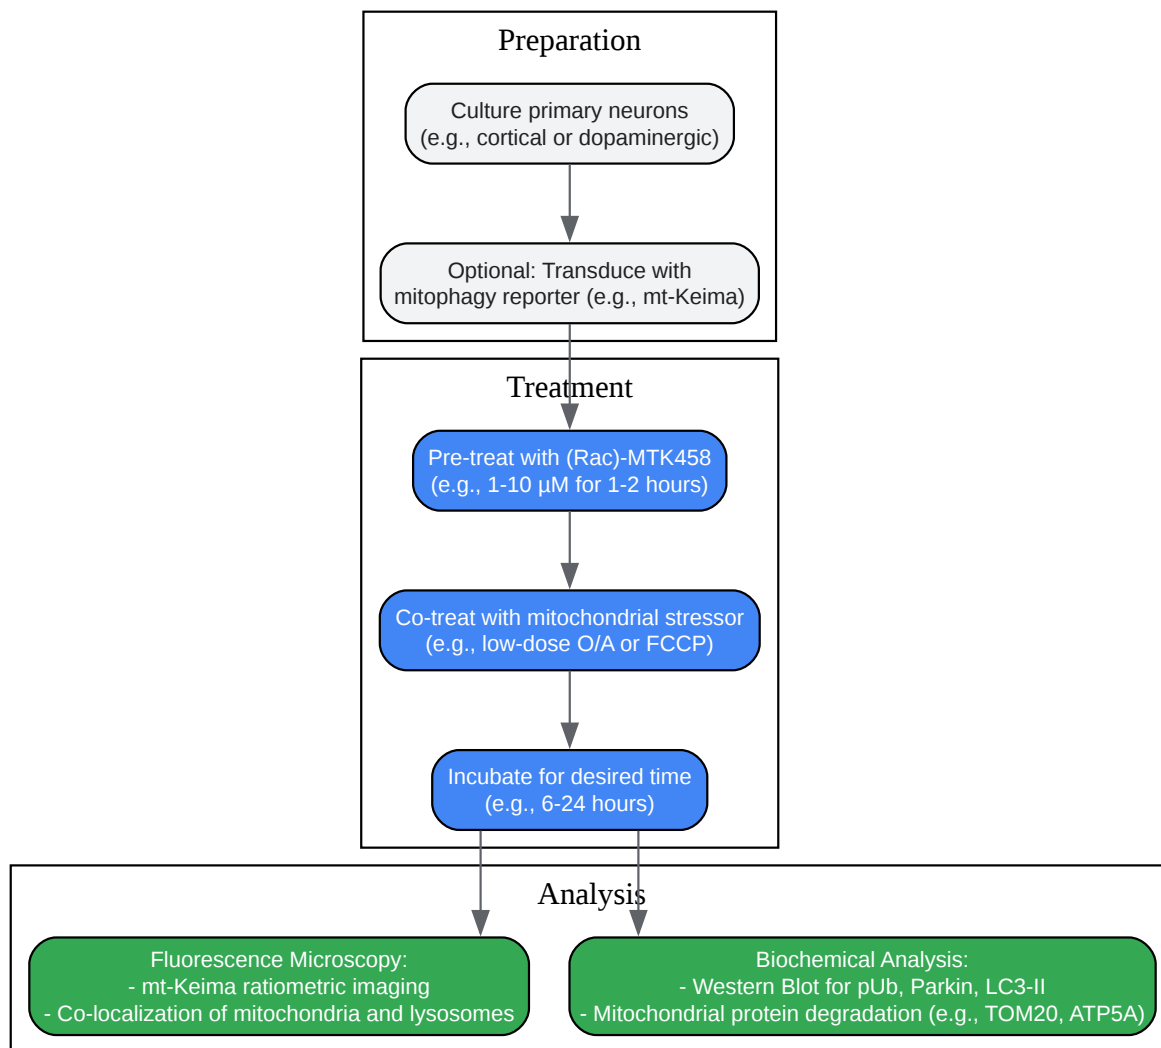 Preparation
Culture primary neurons
(e.g., cortical or dopaminergic)
Optional: Transduce with
mitophagy reporter (e.g., mt-Keima)
Treatment
Pre-treat with (Rac)-MTK458
(e.g., 1-10 µM for 1-2 hours)
Co-treat with mitochondrial stressor
(e.g., low-dose O/A or FCCP)
Incubate for desired time
(e.g., 6-24 hours)
Analysis
Fluorescence Microscopy:
- mt-Keima ratiometric imaging
- Co-localization of mitochondria and lysosomes
Biochemical Analysis:
- Western Blot for pUb, Parkin, LC3-II
- Mitochondrial protein degradation (e.g., TOM20, ATP5A)